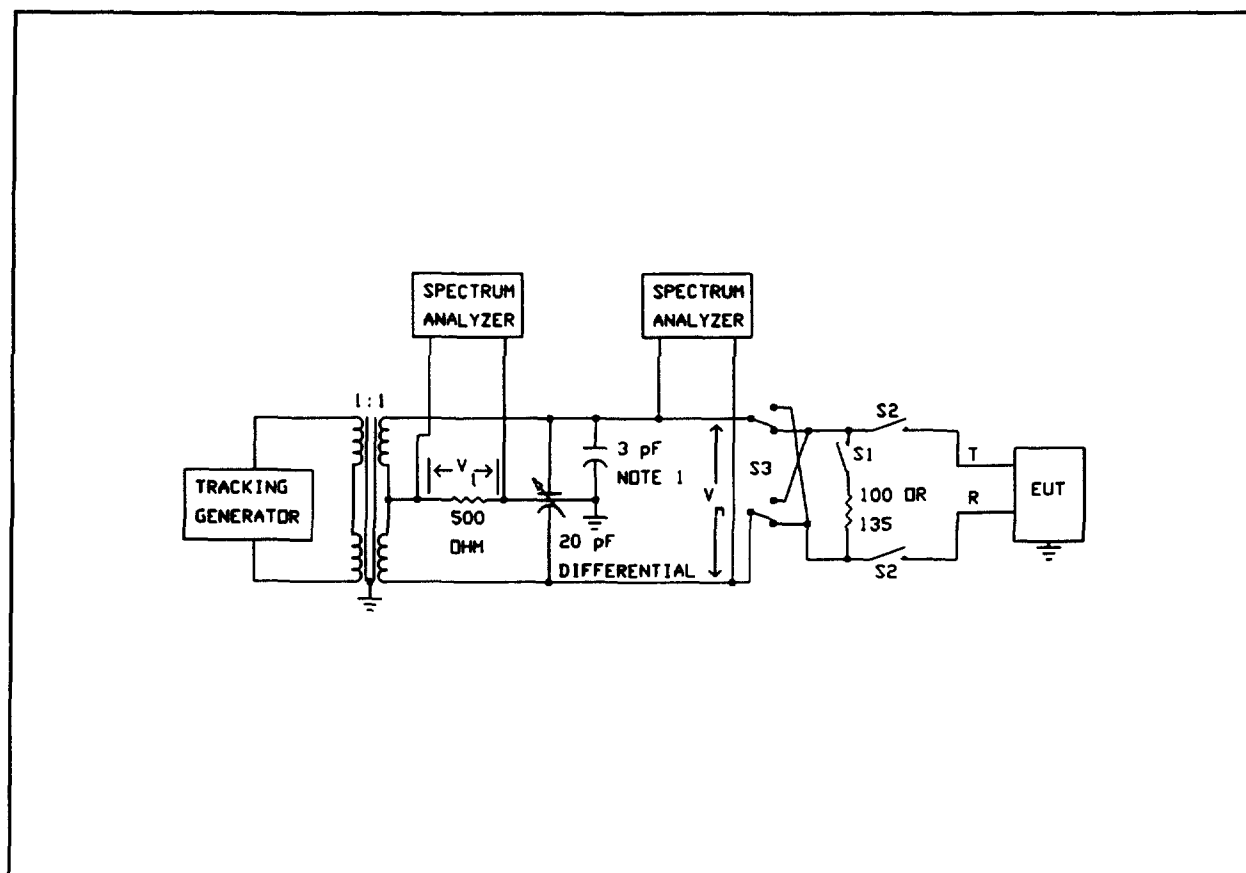 SPECTRUM
ANALYZER
SPECTRUM
ANALYZER
1:1
S2
3 pF
NOTE 1
S1
T
V
l
S3
TRACKING
GENERATOR
V
n
100 OR
135
R
EUT
500
OHM
20 pF
DIFFERENTIAL
S2